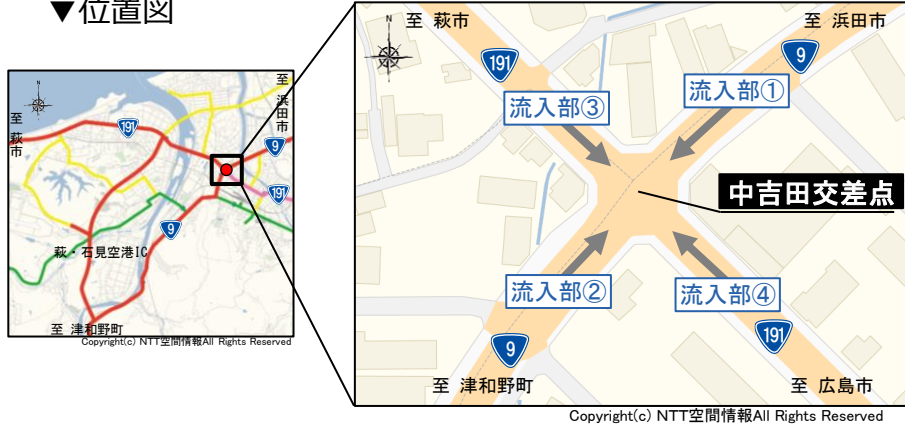 ▼位置図
N
至 浜田市
至 萩市
191
9
191
9
萩・石見空港IC
至 津和野町
Copyright(c) NTT空間情報All Rights Reserved
至 萩市
至 浜田市
N
191
9
流入部③
流入部①
中吉田交差点
流入部②
流入部④
9
191
至 津和野町
至 広島市
Copyright(c) NTT空間情報All Rights Reserved